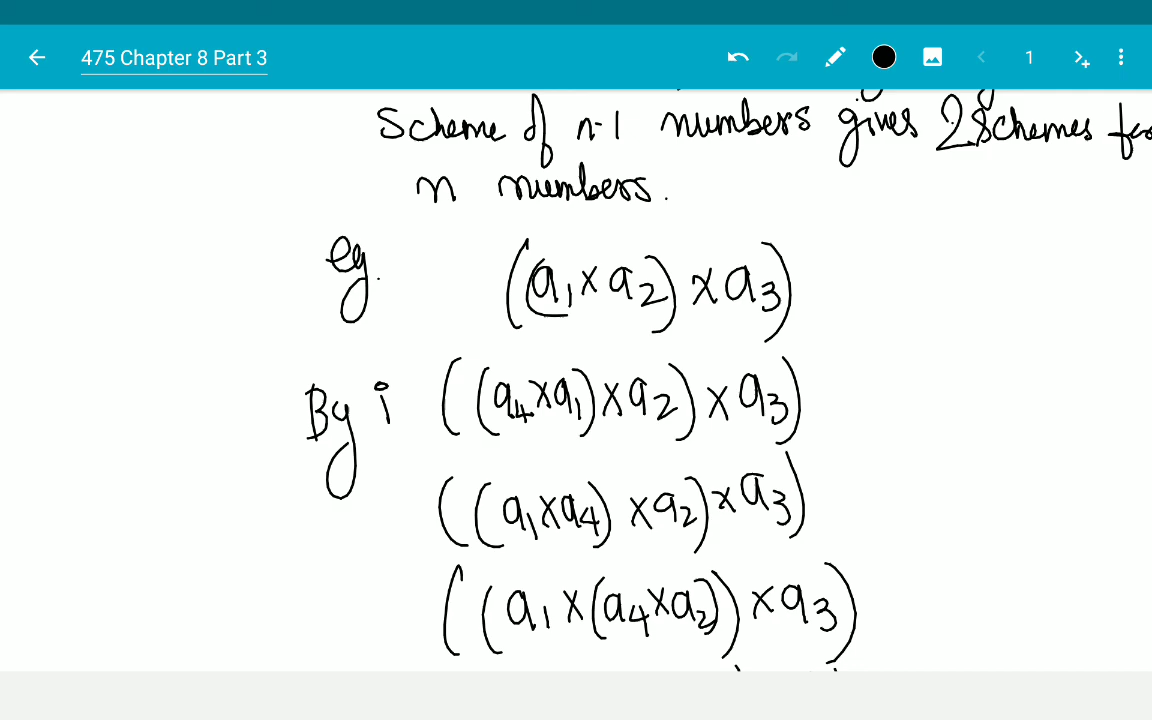 475 Chapter 8 Part 3
1
Scheme of n-1 numbers gives 2 Schemes for
n numbers.
eg. ((a₁×a₂)×a₃)
By i ((a₄×a₁)×a₂)×a₃)
((a₁×a₄)×a₂)×a₃)
((a₁×(a₄×a₂))×a₃)